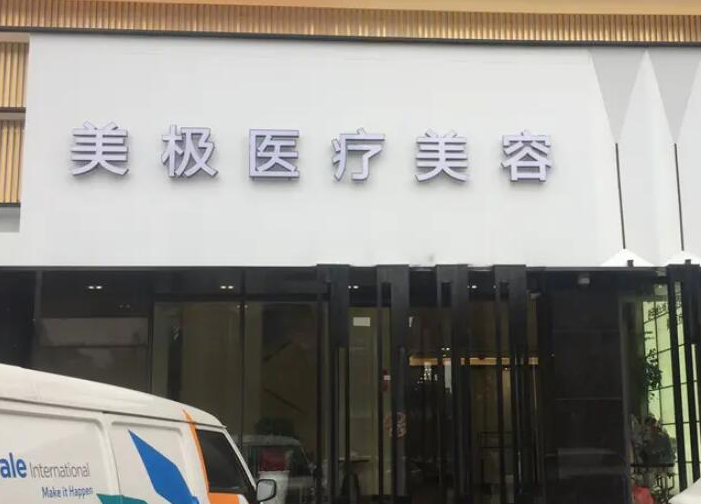 美极医疗美容
ale International
Make it Happen